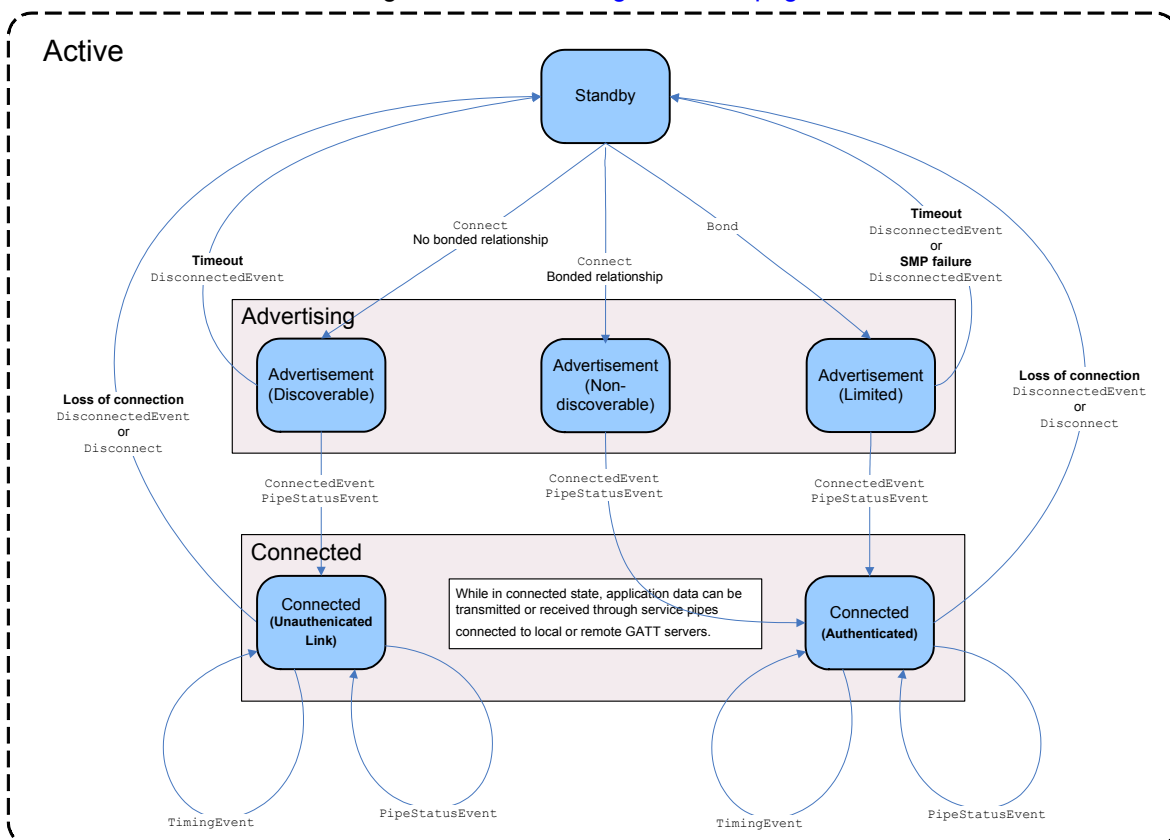 Active
Standby
Connect
No bonded relationship
Connect
Bonded relationship
Bond
Timeout
DisconnectedEvent
or
SMP failure
DisconnectedEvent
Timeout
DisconnectedEvent
Advertising
Advertisement
(Discoverable)
Advertisement
(Non-
discoverable)
Advertisement
(Limited)
Loss of connection
DisconnectedEvent
or
Disconnect
Loss of connection
DisconnectedEvent
or
Disconnect
ConnectedEvent
PipeStatusEvent
ConnectedEvent
PipeStatusEvent
ConnectedEvent
PipeStatusEvent
Connected
Connected
(Unauthenicated
Link)
While in connected state, application data can be
transmitted or received through service pipes
connected to local or remote GATT servers.
Connected
(Authenticated)
TimingEvent
PipeStatusEvent
TimingEvent
PipeStatusEvent